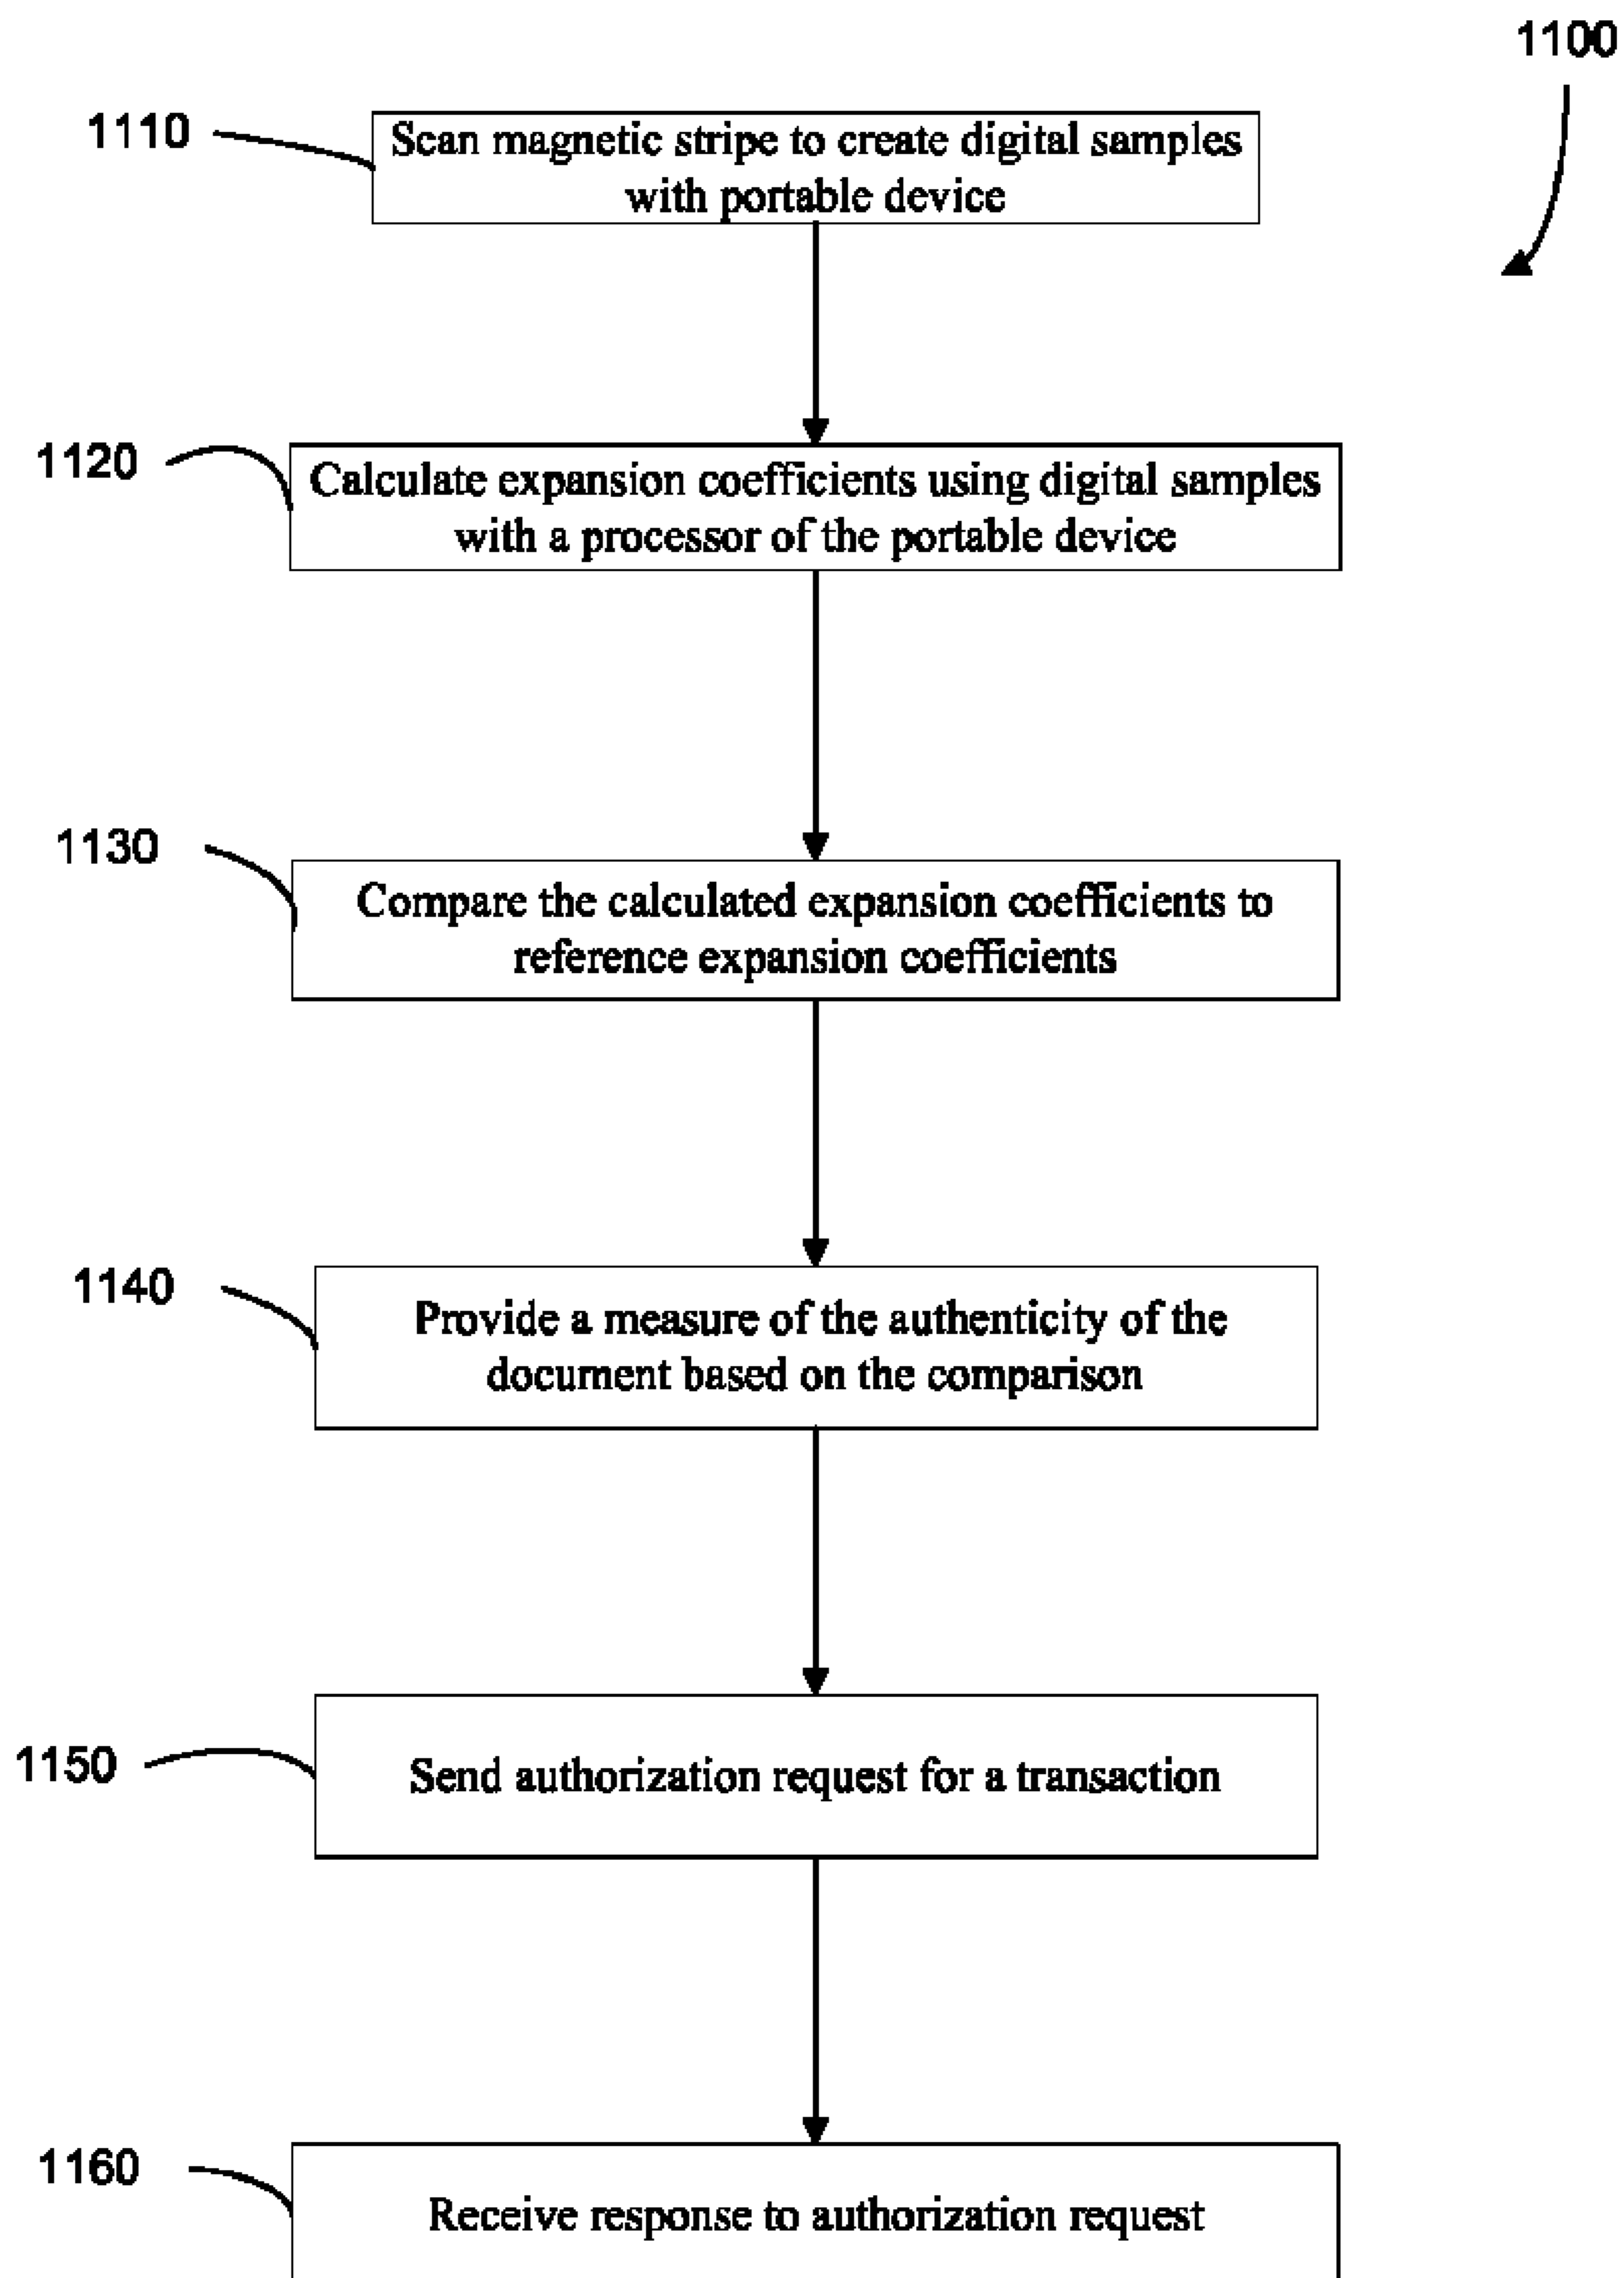 1100
1110
Scan magnetic stripe to create digital samples
with portable device
1120
Calculate expansion coefficients using digital samples
with a processor of the portable device
1130
Compare the calculated expansion coefficients to
reference expansion coefficients
1140
Provide a measure of the authenticity of the
document based on the comparison
1150
Send authorization request for a transaction
1160
Receive response to authorization request